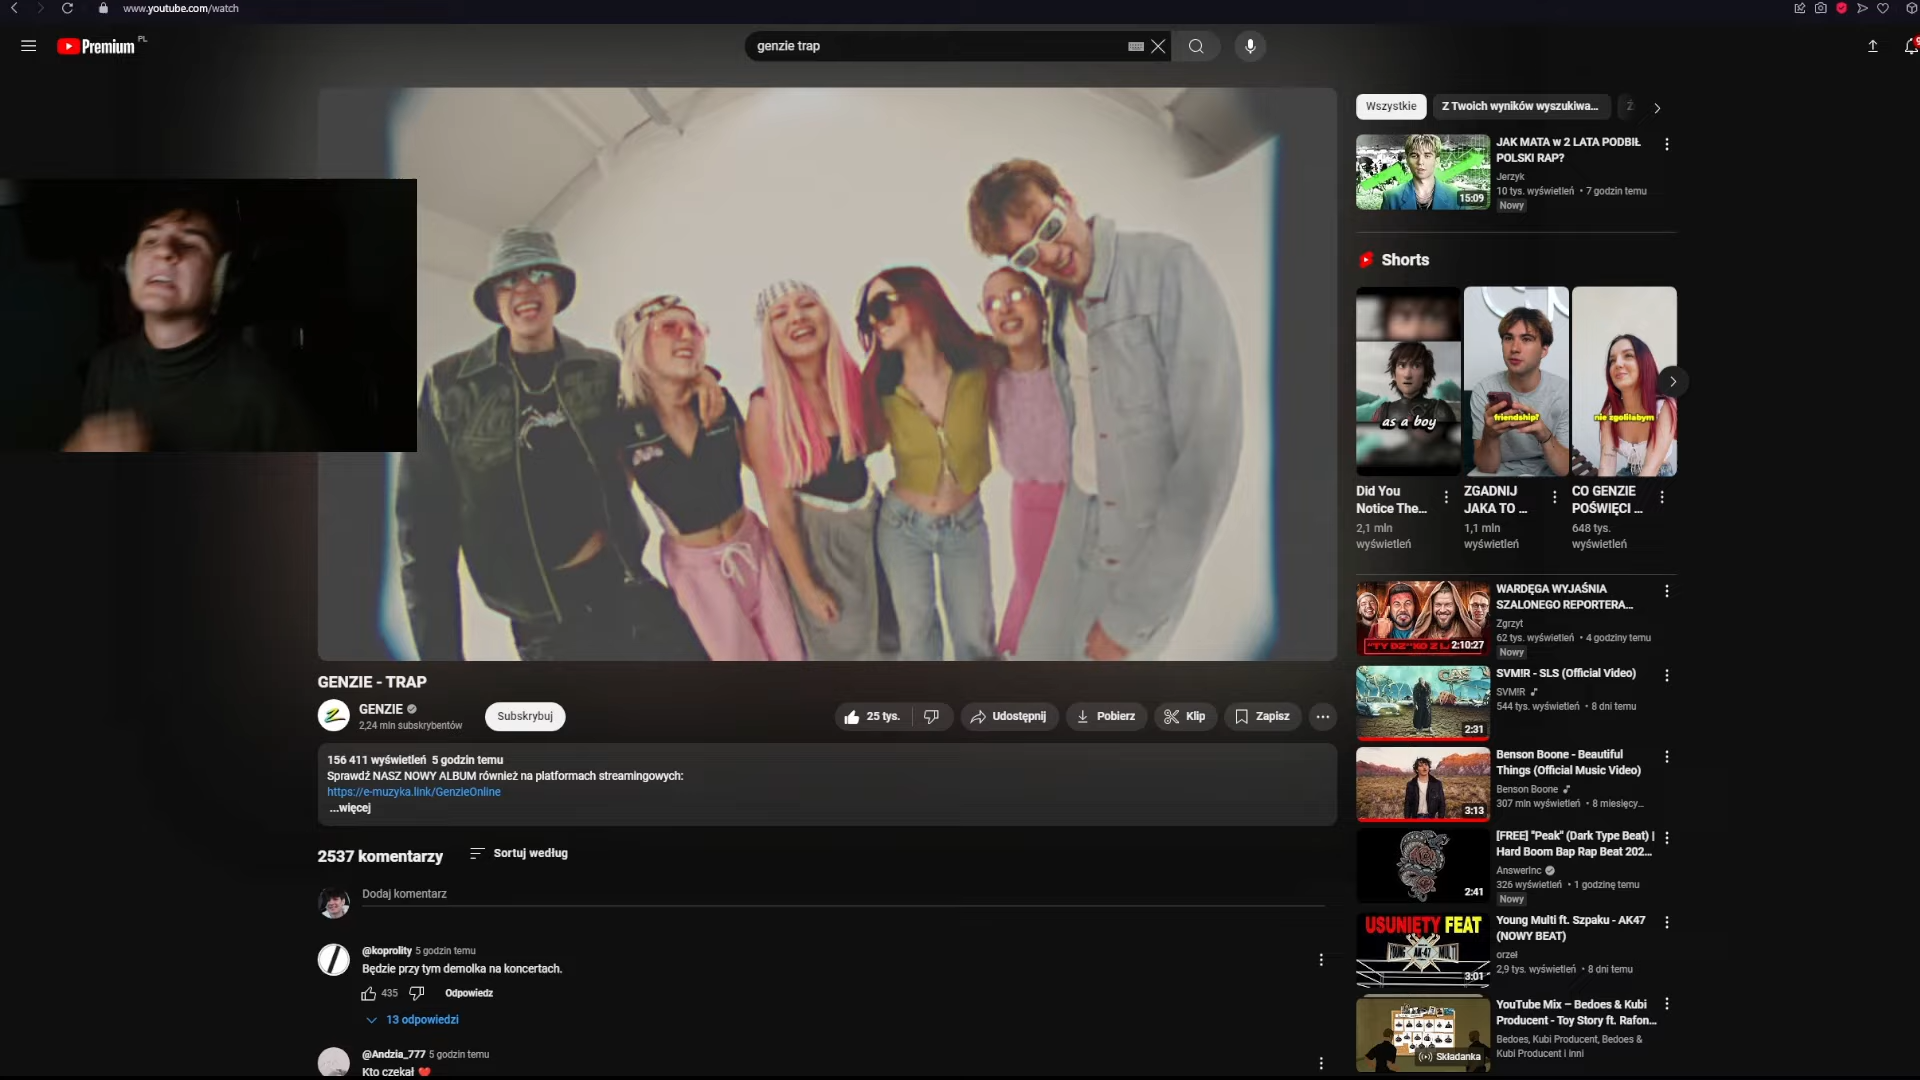 www.youtube.com/watch
Premium PL
genzie trap
Wszystkie
Z Twoich wyników wyszukiwa...
JAK MATA w 2 LATA PODBIŁ
POLSKI RAP?
Jerzyk
10 tys. wyświetleń • 7 godzin temu
Nowy
15:09
Shorts
as a boy
friendship?
nie zgoliłabym
Did You
Notice The...
2,1 mln
wyświetleń
ZGADNIJ
JAKA TO ...
1,1 mln
wyświetleń
CO GENZIE
POŚWIĘCI ...
648 tys.
wyświetleń
WARDĘGA WYJAŚNIA
SZALONEGO REPORTERA...
Zgrzyt
62 tys. wyświetleń • 4 godziny temu
Nowy
2:10:27
SVM!R - SLS (Official Video)
SVM!R
544 tys. wyświetleń • 8 dni temu
2:31
Benson Boone - Beautiful
Things (Official Music Video)
Benson Boone
307 mln wyświetleń • 8 miesięcy...
3:13
[FREE] "Peak" (Dark Type Beat) |
Hard Boom Bap Rap Beat 202...
AnswerInc
326 wyświetleń • 1 godzinę temu
Nowy
2:41
USUNIĘTY FEAT
Young Multi ft. Szpaku - AK47
(NOWY BEAT)
orzeł
2,9 tys. wyświetleń • 8 dni temu
3:01
YouTube Mix – Bedoes & Kubi
Producent - Toy Story ft. Rafon...
Bedoes, Kubi Producent, Bedoes &
Kubi Producent i inni
Składanka
GENZIE - TRAP
GENZIE
2,24 mln subskrybentów
Subskrybuj
25 tys.
Udostępnij
Pobierz
Klip
Zapisz
156 411 wyświetleń 5 godzin temu
Sprawdź NASZ NOWY ALBUM również na platformach streamingowych:
https://e-muzyka.link/GenzieOnline
...więcej
2537 komentarzy
Sortuj według
Dodaj komentarz
@koprolity 5 godzin temu
Będzie przy tym demolka na koncertach.
435
Odpowiedz
13 odpowiedzi
@Andzia_777 5 godzin temu
Kto czekał ❤️